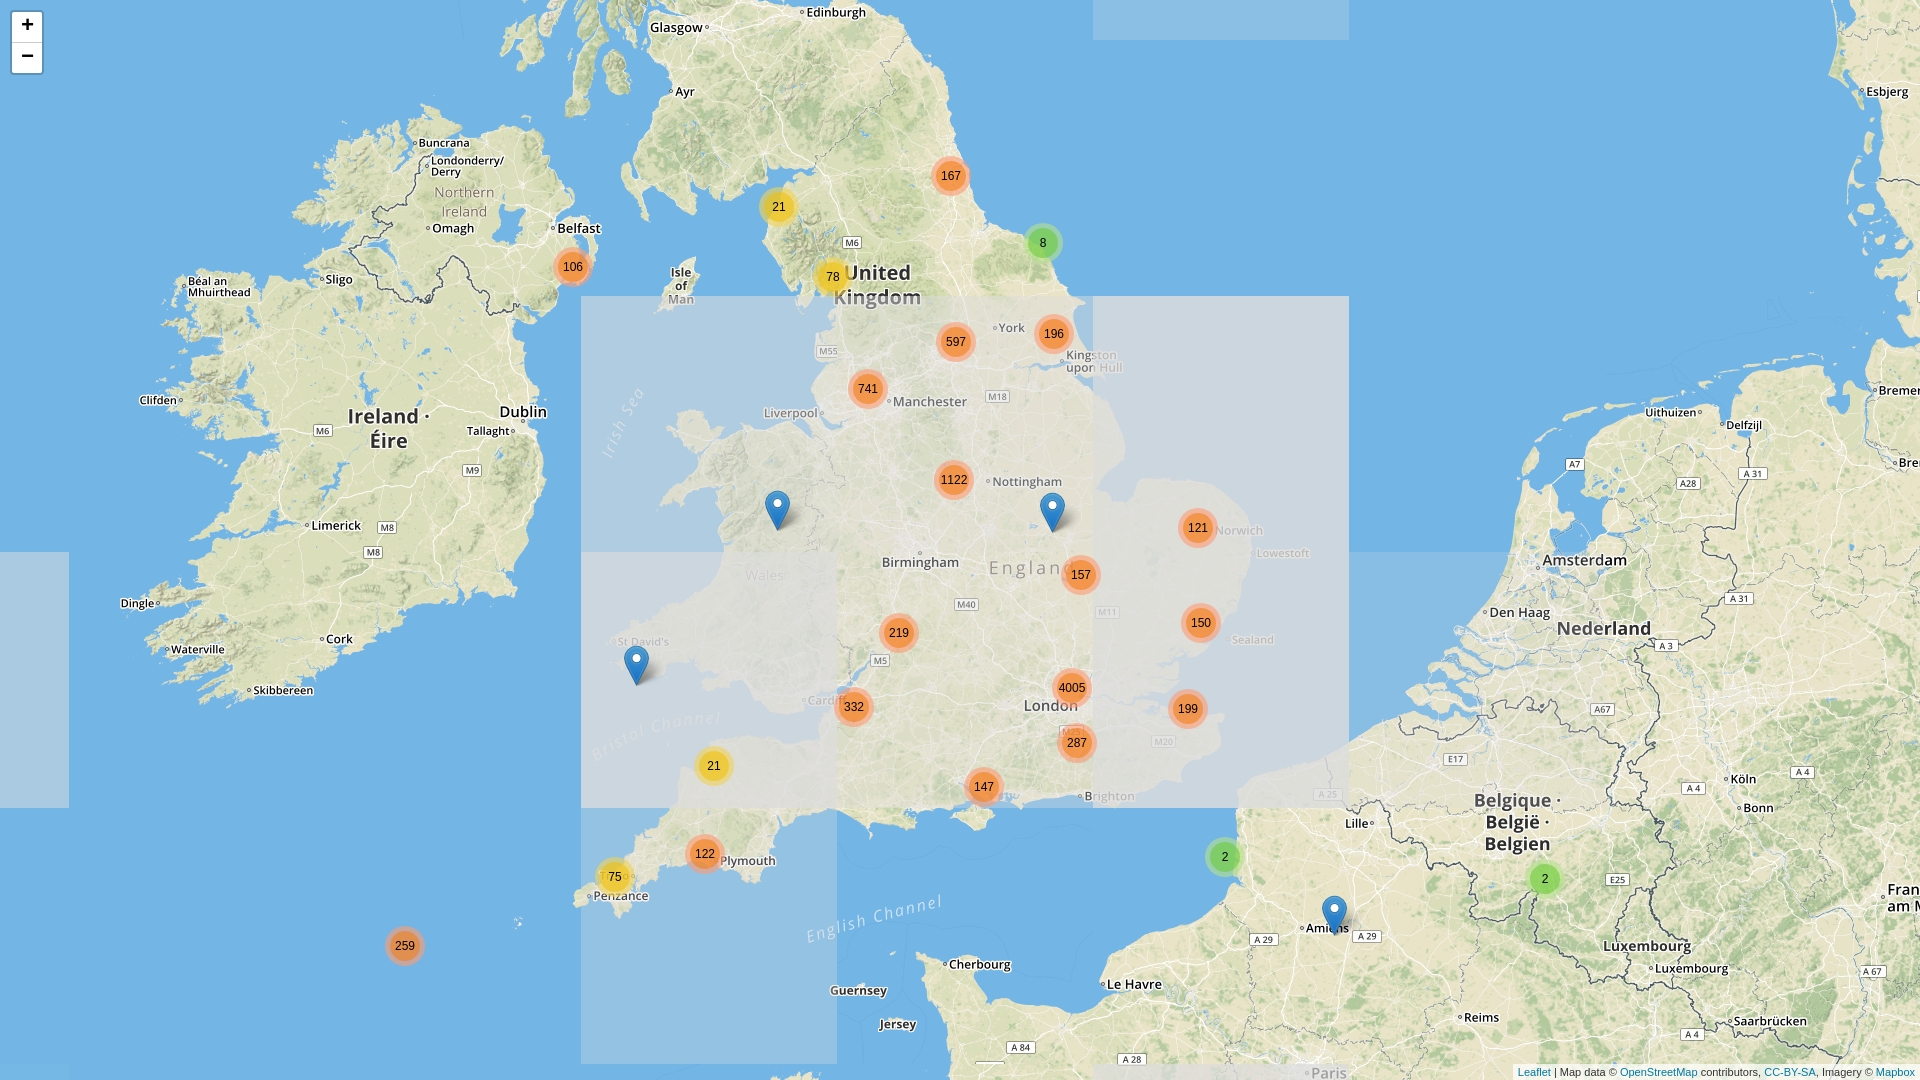 +
−
Edinburgh
Glasgow
Ayr
Esbjerg
Buncrana
Londonderry/
Derry
Northern
Ireland
Omagh
Belfast
167
21
8
M6
106
78
United
Kingdom
Isle
of
Man
Sligo
Béal an
Mhuirthead
York
196
597
M55
Kingston
upon Hull
741
Manchester
M18
Liverpool
Irish Sea
Clifden
Dublin
Ireland ·
Éire
Tallaght
M6
M9
Uithuizen
Delfzijl
A7
A 31
A28
1122
Nottingham
Limerick
M8
M8
121
Norwich
Lowestoft
Birmingham
England
157
Wales
Amsterdam
M40
M11
A 31
Den Haag
Nederland
Dingle
Cork
Waterville
Skibbereen
219
150
Sealand
St David's
M5
A 3
4005
London
Cardiff
332
199
A67
Bristol Channel
287
M20
E17
21
147
Brighton
A 25
Köln
A 4
A 4
Bonn
Belgique ·
België ·
Belgien
Lille
122
Plymouth
75
Penzance
2
2
E25
English Channel
Amiens
A 29
A 29
259
Luxembourg
Luxembourg
A 67
Cherbourg
Le Havre
Guernsey
Jersey
Reims
Saarbrücken
A 4
A 84
A 28
Paris
Leaflet | Map data © OpenStreetMap contributors, CC-BY-SA, Imagery © Mapbox